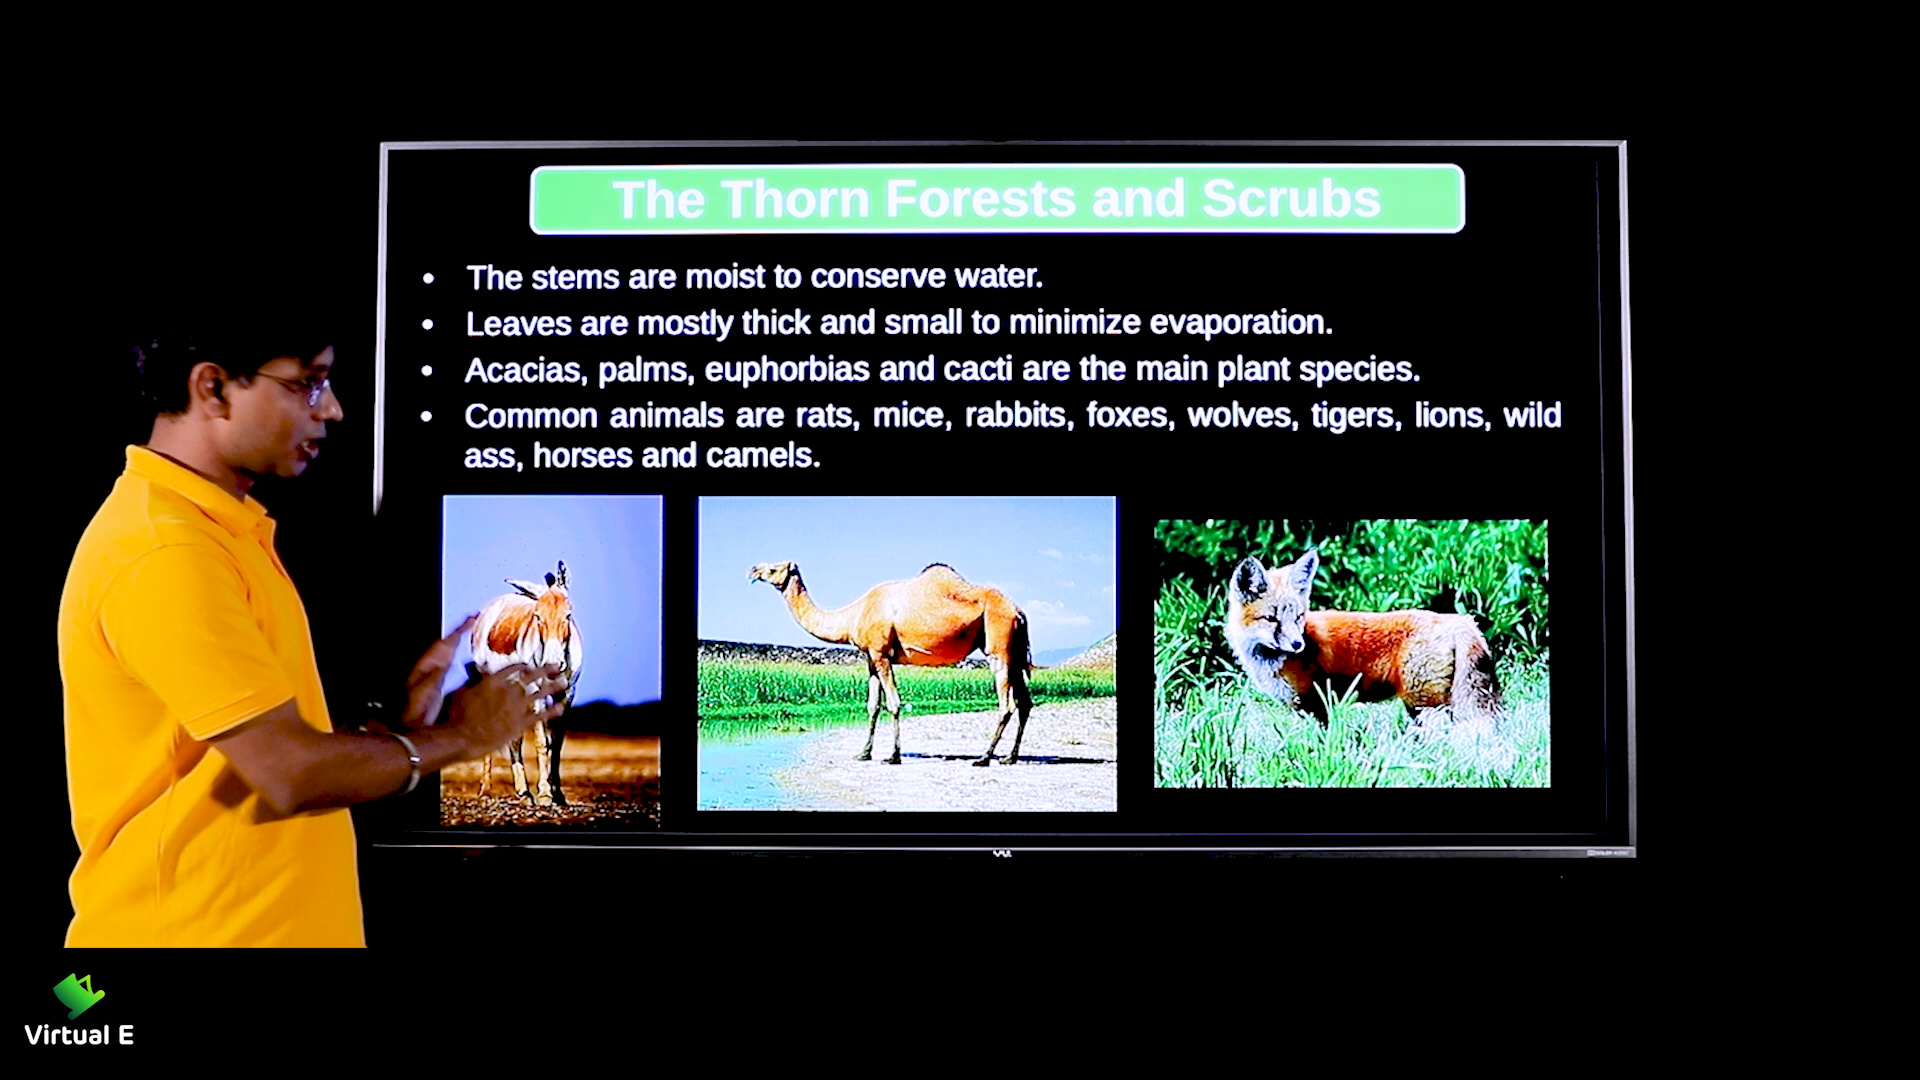 The Thorn Forests and Scrubs
• The stems are moist to conserve water.
• Leaves are mostly thick and small to minimize evaporation.
• Acacias, palms, euphorbias and cacti are the main plant species.
• Common animals are rats, mice, rabbits, foxes, wolves, tigers, lions, wild
ass, horses and camels.
VU
Virtual E